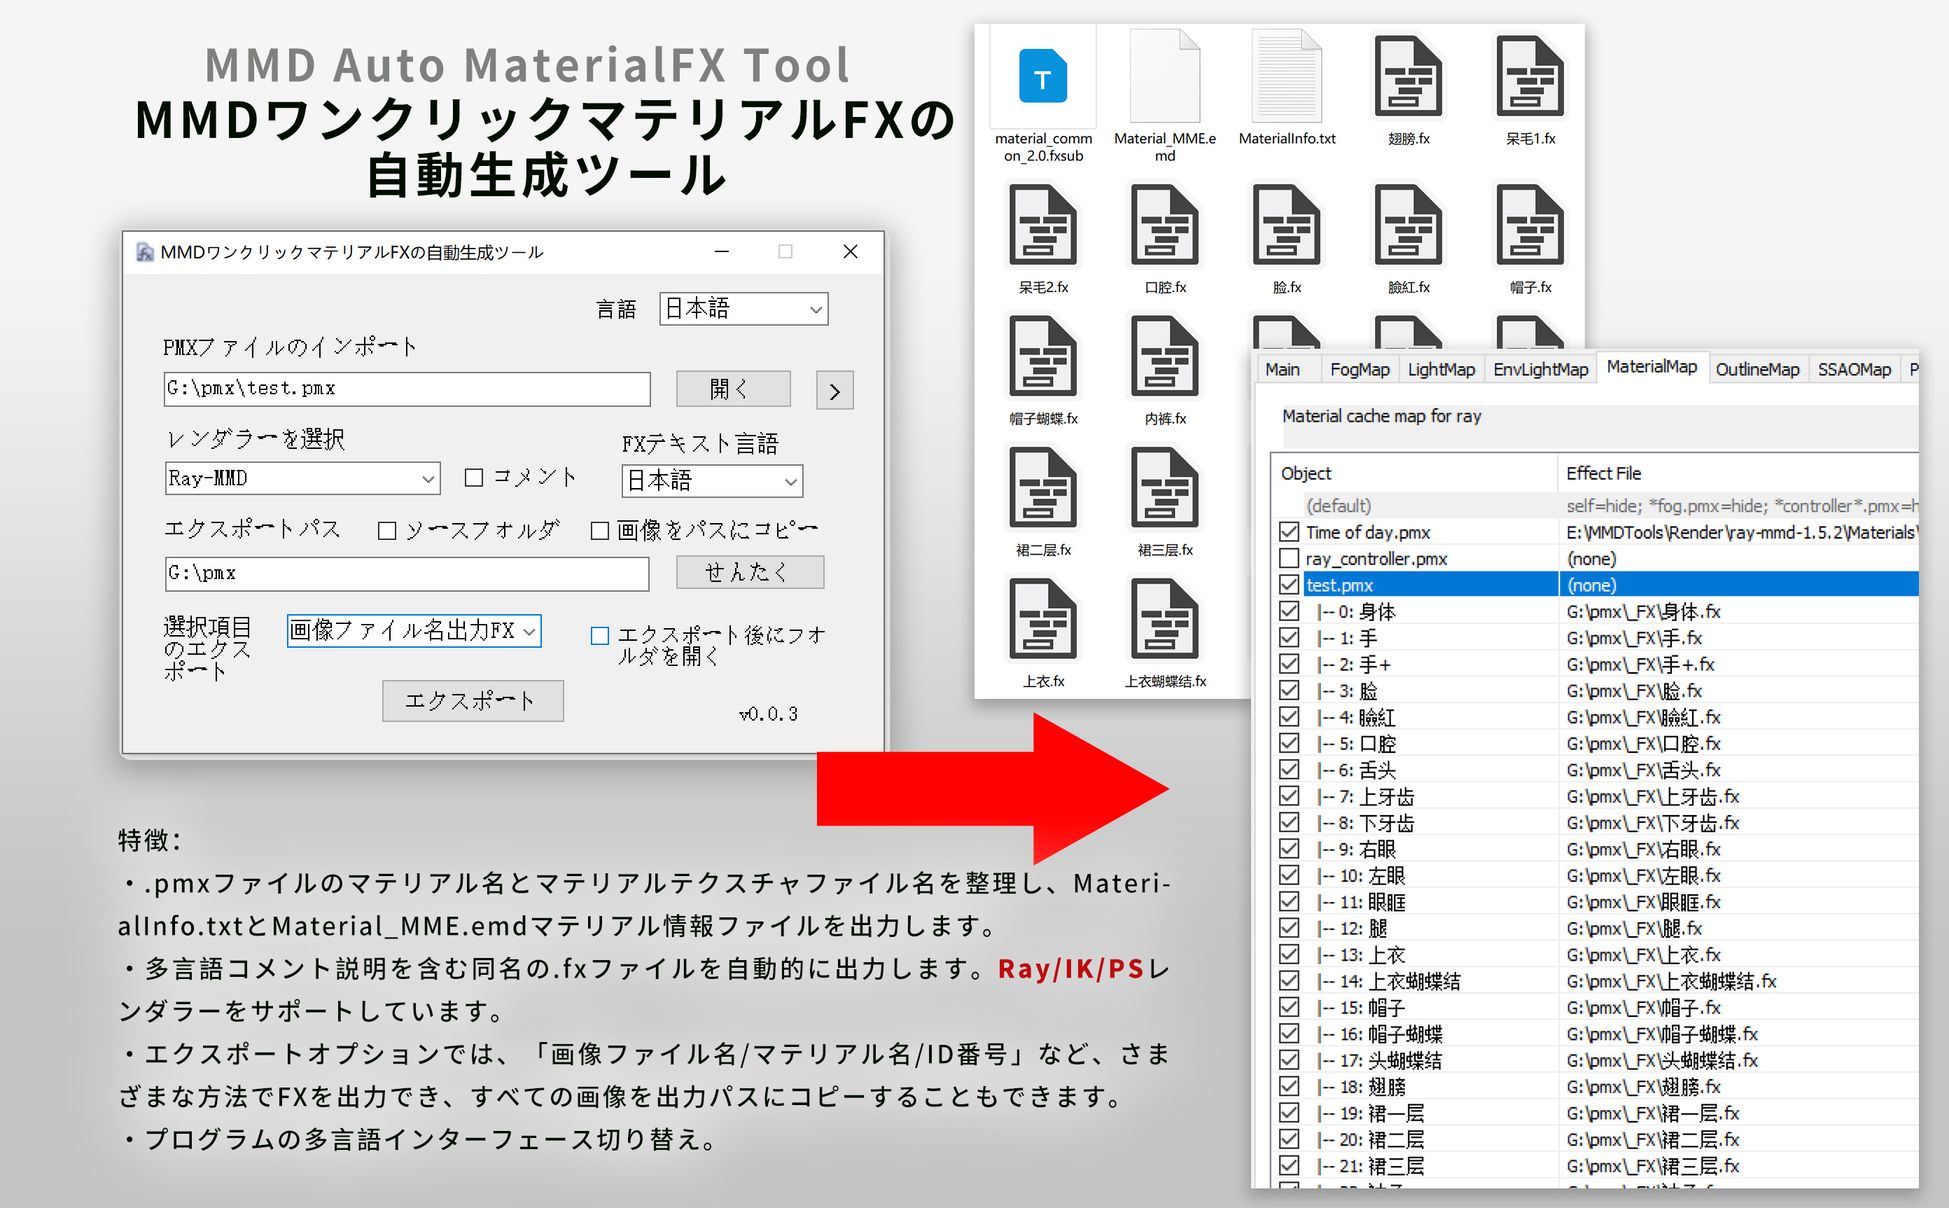 MMD Auto MaterialFX Tool
MMDワンクリックマテリアルFXの
自動生成ツール
MMDワンクリックマテリアルFXの自動生成ツール
言語 日本語
PMXファイルのインポート
G:\pmx\test.pmx 開く >
レンダラーを選択 FXテキスト言語
Ray-MMD コメント 日本語
エクスポートパス ソースフォルダ 画像をパスにコピー
G:\pmx せんたく
選択項目
のエクス
ポート
画像ファイル名出力FX
エクスポート後にフォ
ルダを開く
エクスポート
v0.0.3
特徴：
・.pmxファイルのマテリアル名とマテリアルテクスチャファイル名を整理し、Materi-
alInfo.txtとMaterial_MME.emdマテリアル情報ファイルを出力します。
・多言語コメント説明を含む同名の.fxファイルを自動的に出力します。Ray/IK/PSレ
ンダラーをサポートしています。
・エクスポートオプションでは、「画像ファイル名/マテリアル名/ID番号」など、さま
ざまな方法でFXを出力でき、すべての画像を出力パスにコピーすることもできます。
・プログラムの多言語インターフェース切り替え。
T
material_comm
on_2.0.fxsub
Material_MME.e
md
MaterialInfo.txt
翅膀.fx
呆毛1.fx
呆毛2.fx
口腔.fx
脸.fx
臉紅.fx
帽子.fx
帽子蝴蝶.fx
内裤.fx
裙二层.fx
裙三层.fx
上衣.fx
上衣蝴蝶结.fx
Main FogMap LightMap EnvLightMap MaterialMap OutlineMap SSAOMap P
Material cache map for ray
Object Effect File
(default) self=hide; *fog.pmx=hide; *controller*.pmx=h
Time of day.pmx E:\MMDTools\Render\ray-mmd-1.5.2\Materials\
ray_controller.pmx (none)
test.pmx (none)
|-- 0: 身体 G:\pmx\_FX\身体.fx
|-- 1: 手 G:\pmx\_FX\手.fx
|-- 2: 手+ G:\pmx\_FX\手+.fx
|-- 3: 脸 G:\pmx\_FX\脸.fx
|-- 4: 臉紅 G:\pmx\_FX\臉紅.fx
|-- 5: 口腔 G:\pmx\_FX\口腔.fx
|-- 6: 舌头 G:\pmx\_FX\舌头.fx
|-- 7: 上牙齿 G:\pmx\_FX\上牙齿.fx
|-- 8: 下牙齿 G:\pmx\_FX\下牙齿.fx
|-- 9: 右眼 G:\pmx\_FX\右眼.fx
|-- 10: 左眼 G:\pmx\_FX\左眼.fx
|-- 11: 眼眶 G:\pmx\_FX\眼眶.fx
|-- 12: 腿 G:\pmx\_FX\腿.fx
|-- 13: 上衣 G:\pmx\_FX\上衣.fx
|-- 14: 上衣蝴蝶结 G:\pmx\_FX\上衣蝴蝶结.fx
|-- 15: 帽子 G:\pmx\_FX\帽子.fx
|-- 16: 帽子蝴蝶 G:\pmx\_FX\帽子蝴蝶.fx
|-- 17: 头蝴蝶结 G:\pmx\_FX\头蝴蝶结.fx
|-- 18: 翅膀 G:\pmx\_FX\翅膀.fx
|-- 19: 裙一层 G:\pmx\_FX\裙一层.fx
|-- 20: 裙二层 G:\pmx\_FX\裙二层.fx
|-- 21: 裙三层 G:\pmx\_FX\裙三层.fx